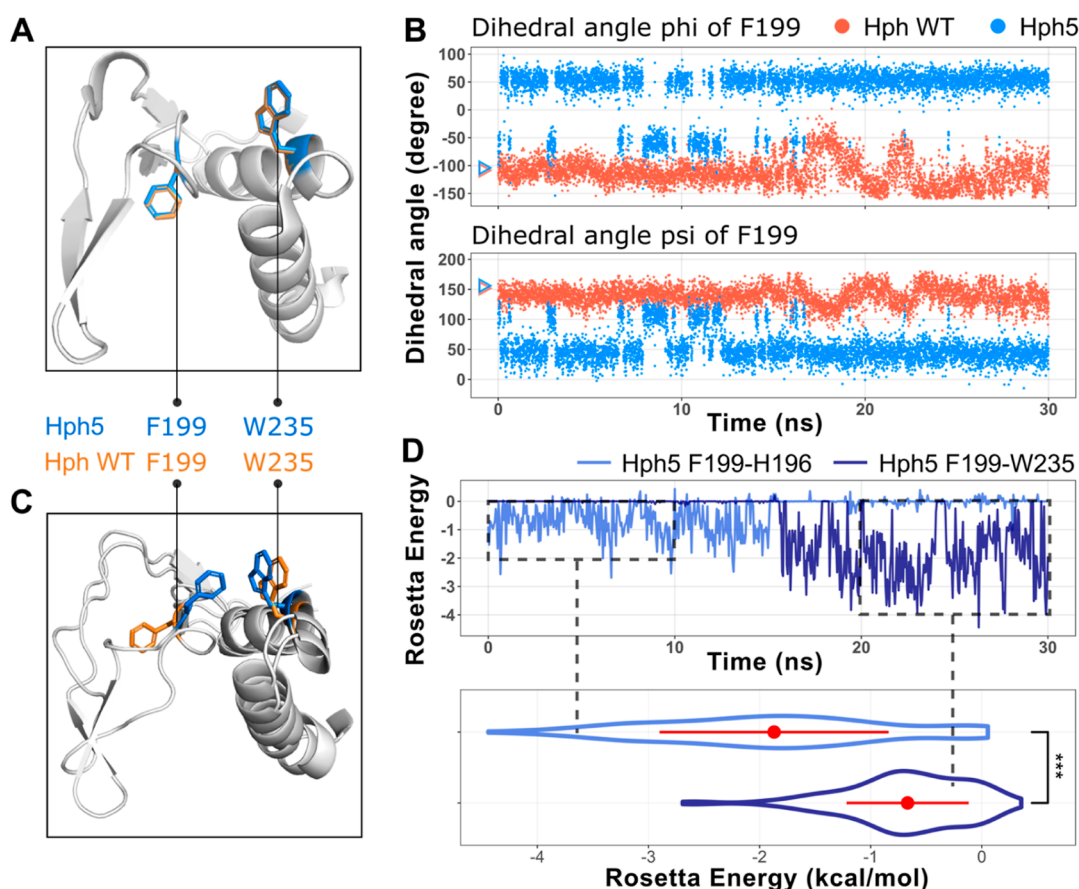 A
Hph5 F199 W235
Hph WT F199 W235
C
B
Dihedral angle phi of F199 Hph WT Hph5
Dihedral angle (degree)
100
50
0
-50
-100
-150
Dihedral angle psi of F199
200
150
100
50
0
0 10 20 30
Time (ns)
D
Hph5 F199-H196 Hph5 F199-W235
Rosetta Energy
0
-1
-2
-3
-4
0 10 20 30
Time (ns)
***
-4 -3 -2 -1 0
Rosetta Energy (kcal/mol)